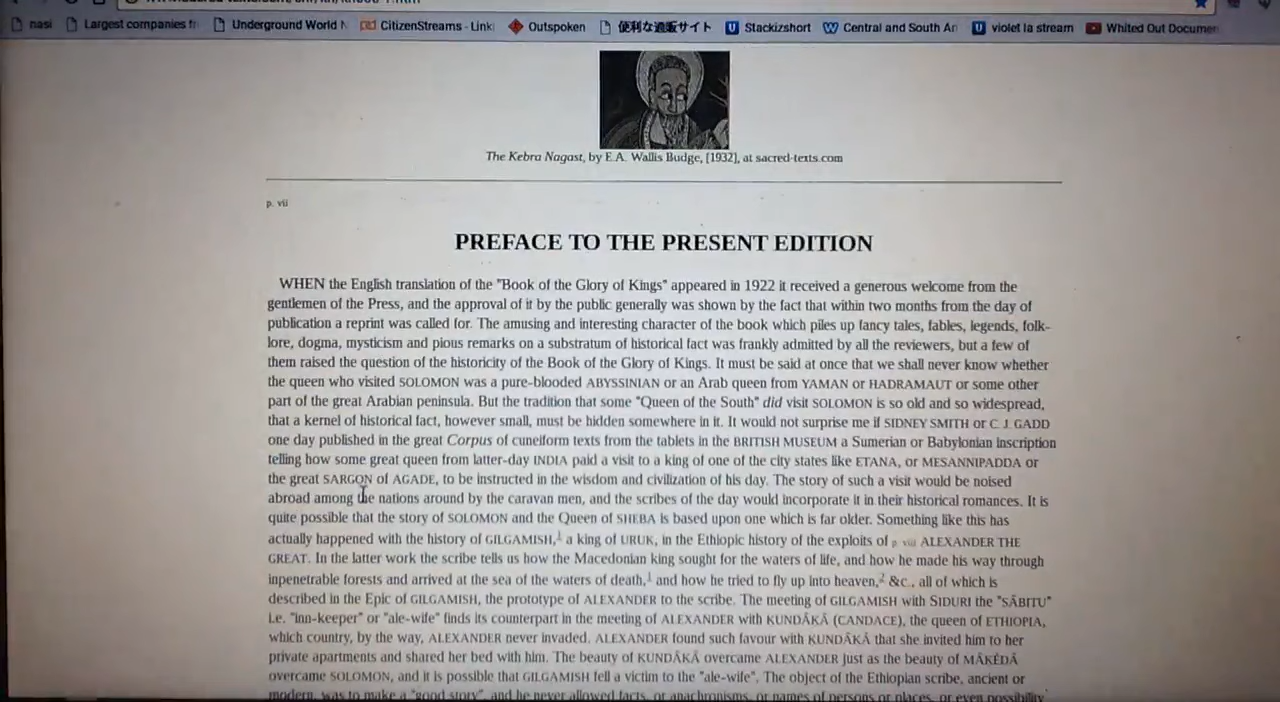 nasi Largest companies fr Underground World N CitizenStreams - Link Outspoken 便利な通販サイト Stackizshort Central and South Am violet la stream Whited Out Documen
The Kebra Nagast, by E.A. Wallis Budge, [1932], at sacred-texts.com
p. vii
PREFACE TO THE PRESENT EDITION
WHEN the English translation of the "Book of the Glory of Kings" appeared in 1922 it received a generous welcome from the
gentlemen of the Press, and the approval of it by the public generally was shown by the fact that within two months from the day of
publication a reprint was called for. The amusing and interesting character of the book which piles up fancy tales, fables, legends, folk-
lore, dogma, mysticism and pious remarks on a substratum of historical fact was frankly admitted by all the reviewers, but a few of
them raised the question of the historicity of the Book of the Glory of Kings. It must be said at once that we shall never know whether
the queen who visited SOLOMON was a pure-blooded ABYSSINIAN or an Arab queen from YAMAN or HADRAMAUT or some other
part of the great Arabian peninsula. But the tradition that some "Queen of the South" did visit SOLOMON is so old and so widespread,
that a kernel of historical fact, however small, must be hidden somewhere in it. It would not surprise me if SIDNEY SMITH or C. J. GADD
one day published in the great Corpus of cuneiform texts from the tablets in the BRITISH MUSEUM a Sumerian or Babylonian inscription
telling how some great queen from latter-day INDIA paid a visit to a king of one of the city states like ETANA, or MESANNIPADDA or
the great SARGON of AGADE, to be instructed in the wisdom and civilization of his day. The story of such a visit would be noised
abroad among the nations around by the caravan men, and the scribes of the day would incorporate it in their historical romances. It is
quite possible that the story of SOLOMON and the Queen of SHEBA is based upon one which is far older. Something like this has
actually happened with the history of GILGAMISH,1 a king of URUK, in the Ethiopic history of the exploits of p. viii ALEXANDER THE
GREAT. In the latter work the scribe tells us how the Macedonian king sought for the waters of life, and how he made his way through
inpenetrable forests and arrived at the sea of the waters of death,1 and how he tried to fly up into heaven,2 &c., all of which is
described in the Epic of GILGAMISH, the prototype of ALEXANDER to the scribe. The meeting of GILGAMISH with SIDURI the "SÂBITU"
i.e. "inn-keeper" or "ale-wife" finds its counterpart in the meeting of ALEXANDER with KUNDÂKÂ (CANDACE), the queen of ETHIOPIA,
which country, by the way, ALEXANDER never invaded. ALEXANDER found such favour with KUNDÂKÂ that she invited him to her
private apartments and shared her bed with him. The beauty of KUNDÂKÂ overcame ALEXANDER just as the beauty of MÂKĒDÂ
overcame SOLOMON, and it is possible that GILGAMISH fell a victim to the "ale-wife". The object of the Ethiopian scribe, ancient or
modern, was to make a "good story", and he never allowed facts, or anachronisms, or names of persons or places, or even possibility